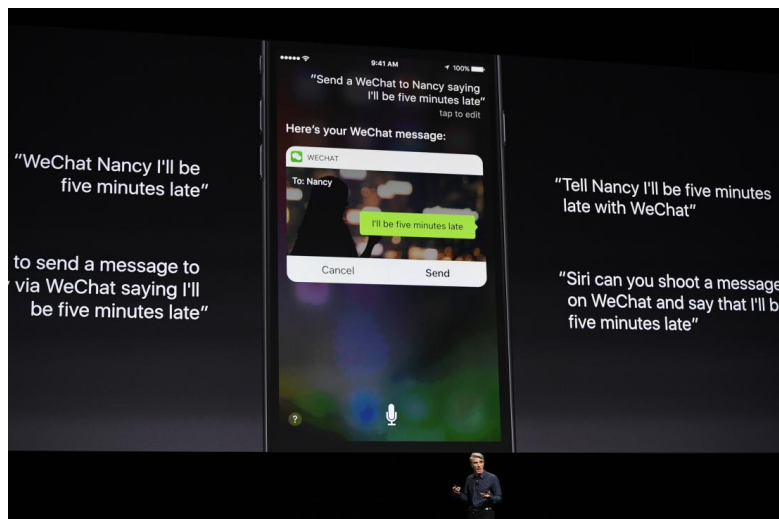 "WeChat Nancy I'll be
five minutes late"
to send a message to
via WeChat saying I'll
be five minutes late"
9:41 AM
100%
"Send a WeChat to Nancy saying
I'll be five minutes late"
tap to edit
Here's your WeChat message:
WECHAT
To: Nancy
I'll be five minutes late
Cancel
Send
?
"Tell Nancy I'll be five minutes
late with WeChat"
"Siri can you shoot a message
on WeChat and say that I'll b
five minutes late"